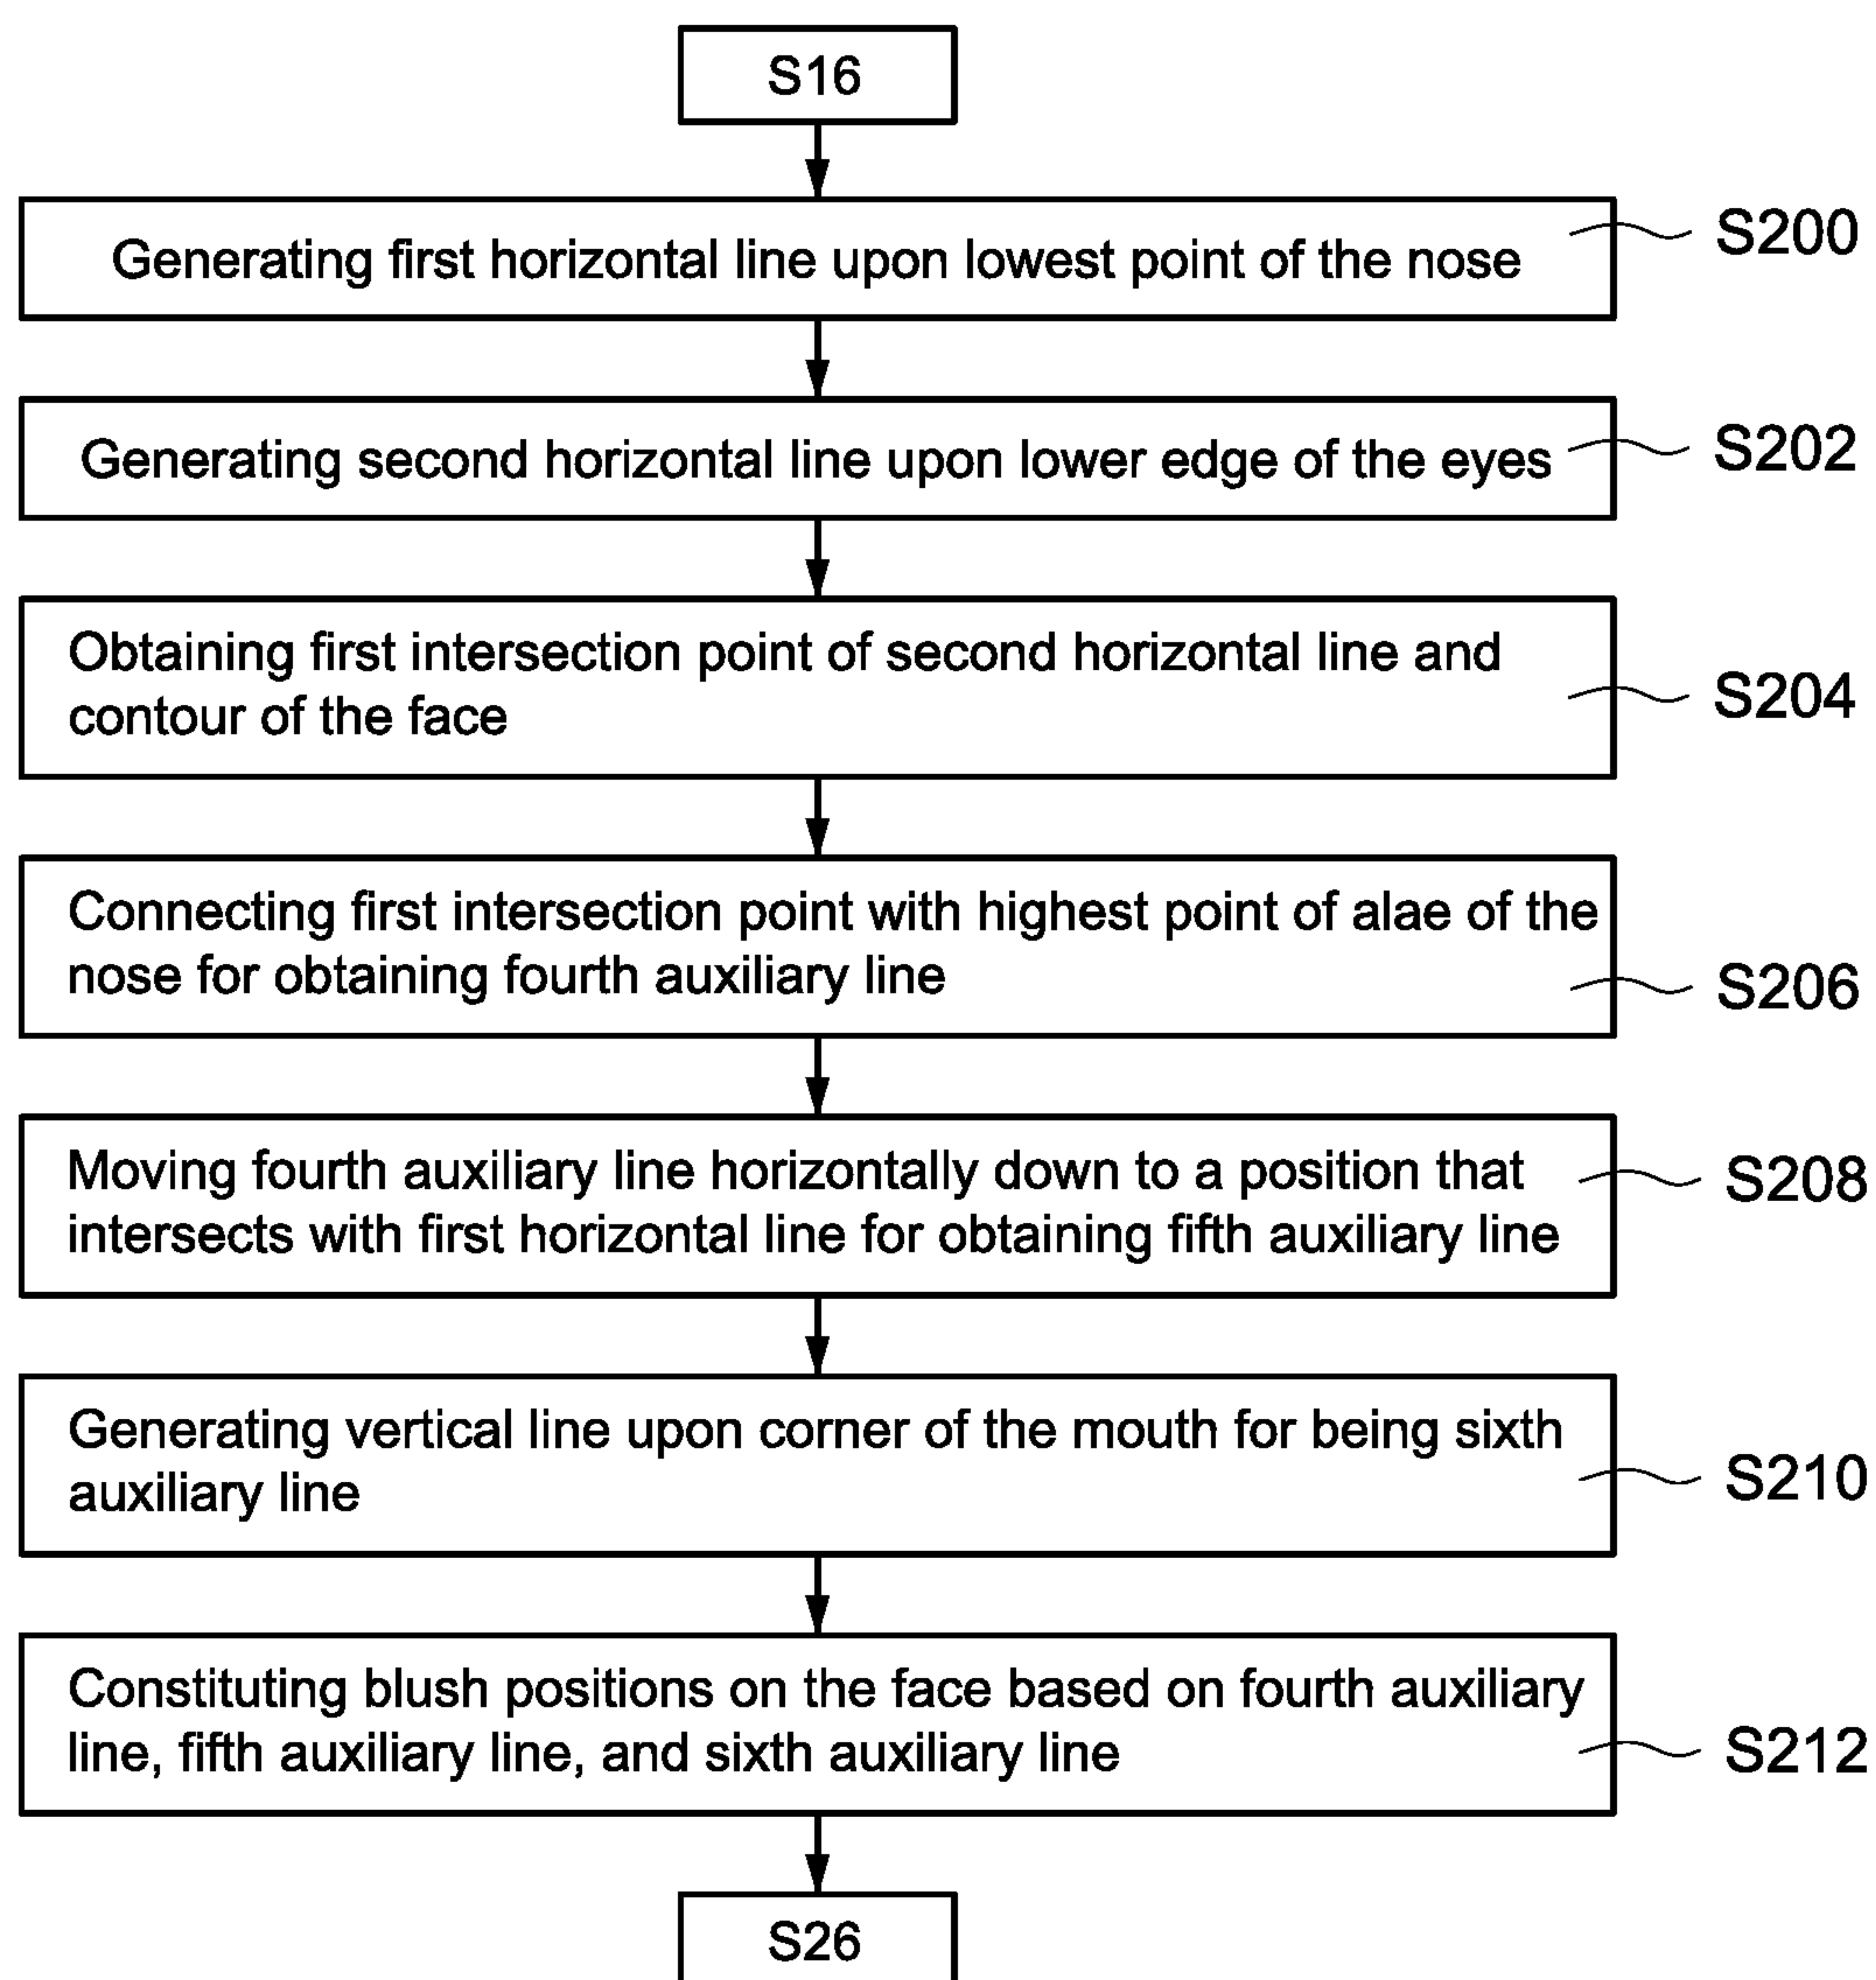 S16
Generating first horizontal line upon lowest point of the nose
S200
Generating second horizontal line upon lower edge of the eyes
S202
Obtaining first intersection point of second horizontal line and
contour of the face
S204
Connecting first intersection point with highest point of alae of the
nose for obtaining fourth auxiliary line
S206
Moving fourth auxiliary line horizontally down to a position that
intersects with first horizontal line for obtaining fifth auxiliary line
S208
Generating vertical line upon corner of the mouth for being sixth
auxiliary line
S210
Constituting blush positions on the face based on fourth auxiliary
line, fifth auxiliary line, and sixth auxiliary line
S212
S26